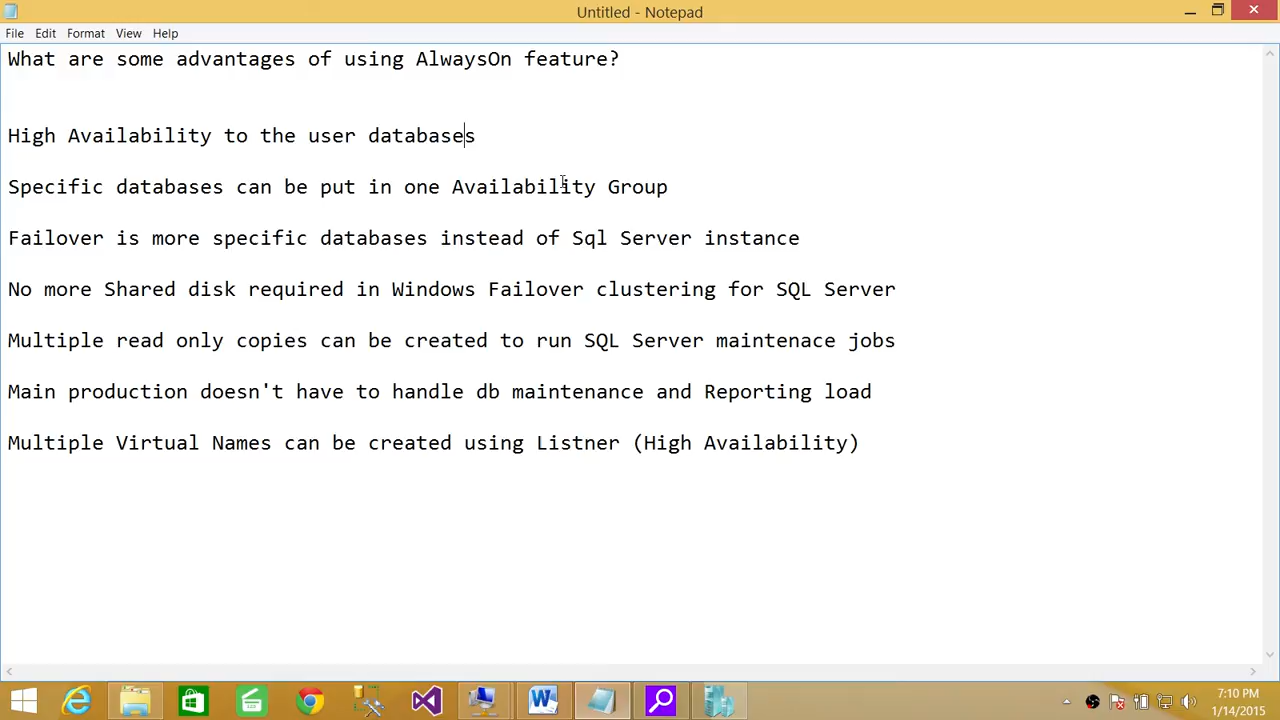 Untitled - Notepad
File Edit Format View Help
What are some advantages of using AlwaysOn feature?
High Availability to the user databases
Specific databases can be put in one Availability Group
Failover is more specific databases instead of Sql Server instance
No more Shared disk required in Windows Failover clustering for SQL Server
Multiple read only copies can be created to run SQL Server maintenace jobs
Main production doesn't have to handle db maintenance and Reporting load
Multiple Virtual Names can be created using Listner (High Availability)
7:10 PM
1/14/2015